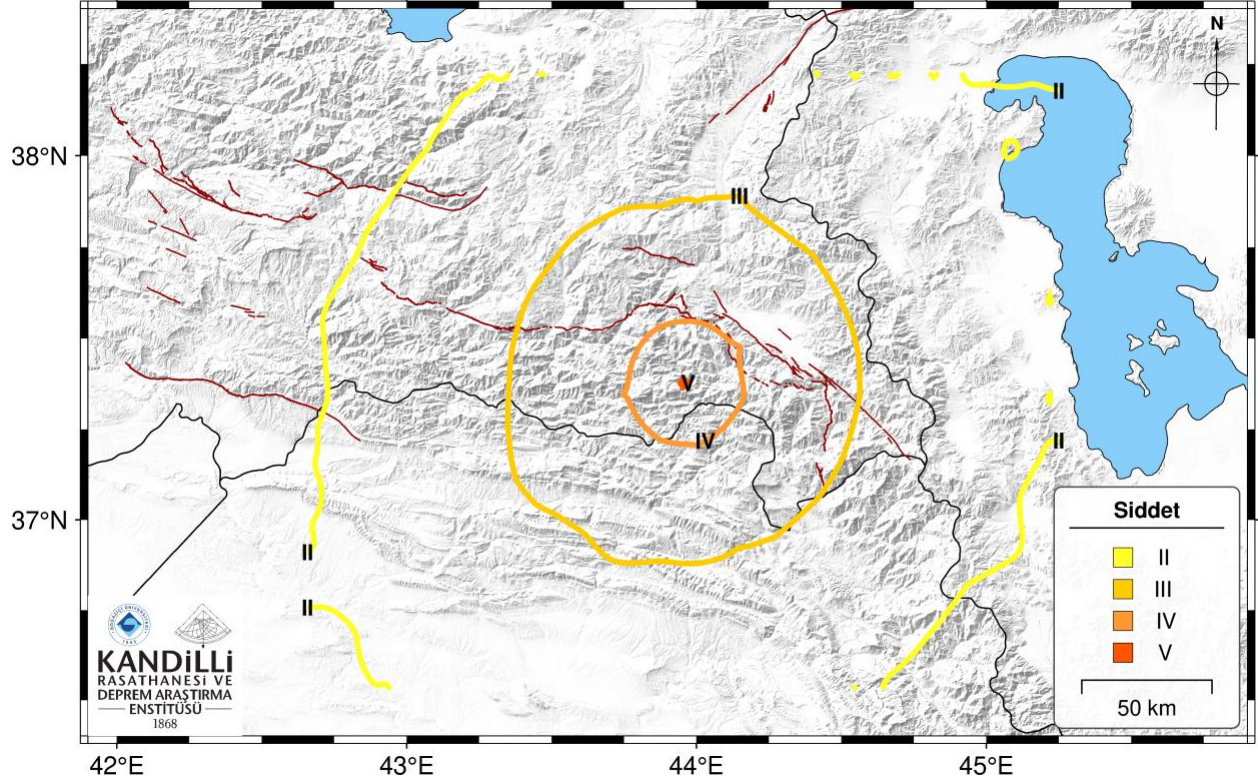 N
II
38°N
III
V
IV
II
37°N
II
II
Siddet
II
III
IV
V
50 km
KANDiLLi
RASATHANESi VE
DEPREM ARAŞTIRMA
ENSTİTÜSÜ
1868
42°E
43°E
44°E
45°E